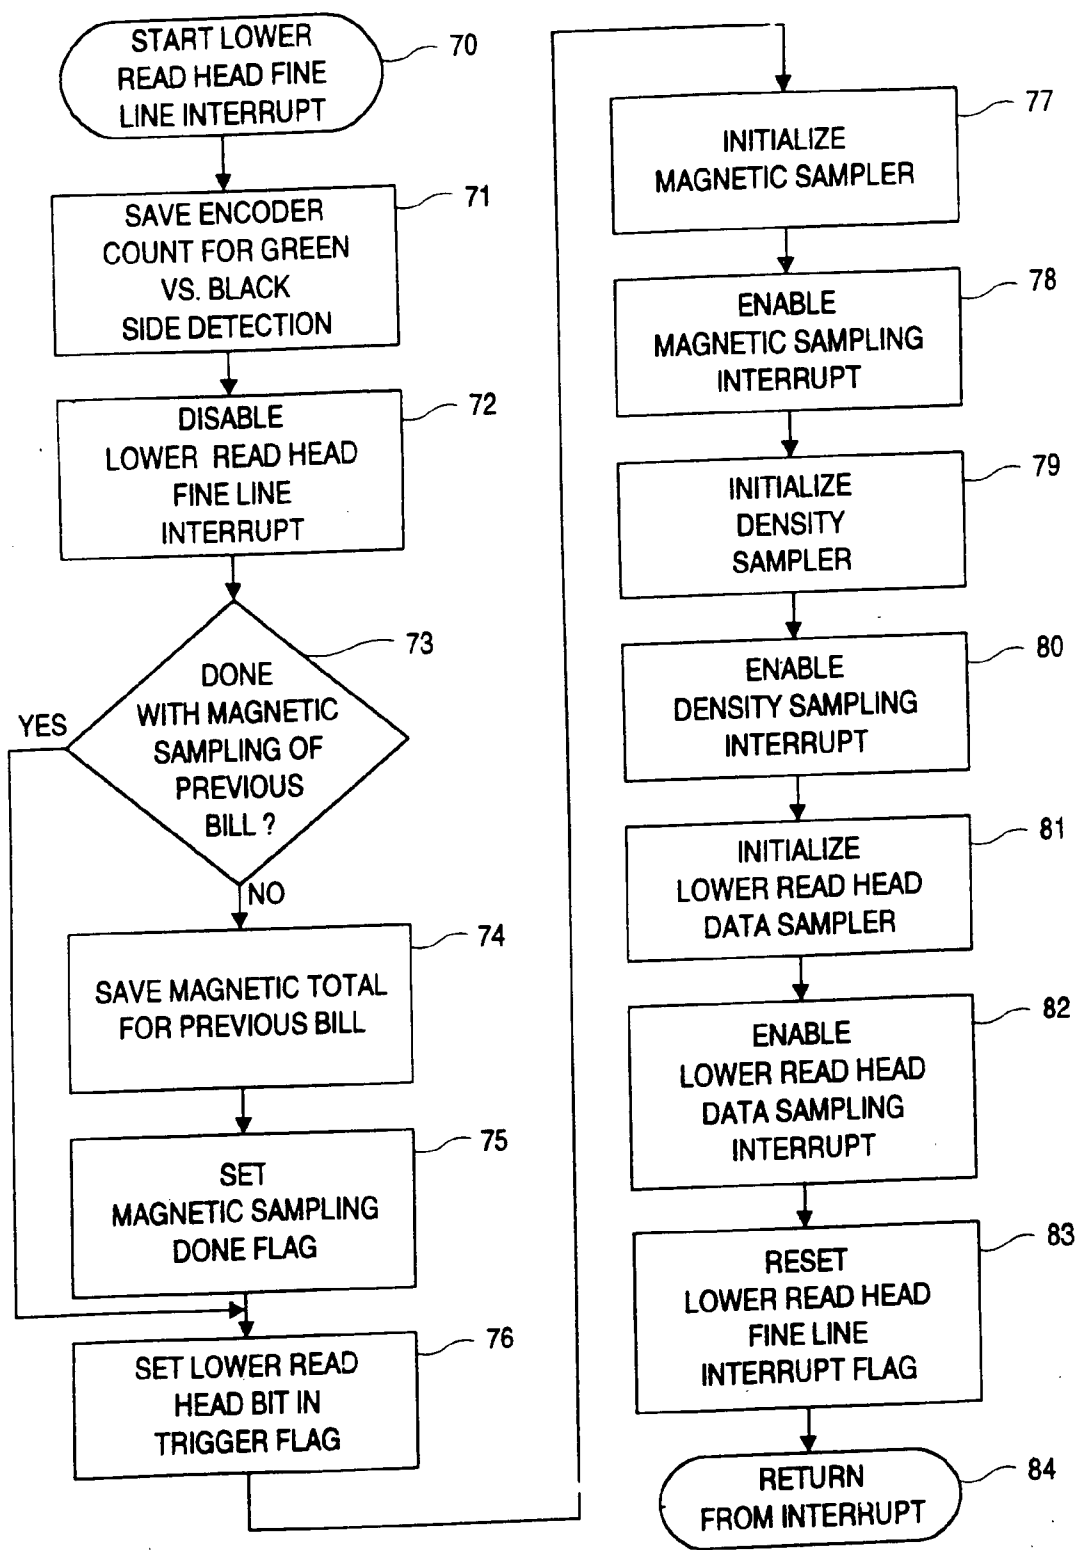 START LOWER
READ HEAD FINE
LINE INTERRUPT
70
SAVE ENCODER
COUNT FOR GREEN
VS. BLACK
SIDE DETECTION
71
DISABLE
LOWER READ HEAD
FINE LINE
INTERRUPT
72
DONE
WITH MAGNETIC
SAMPLING OF
PREVIOUS
BILL ?
73
YES
NO
SAVE MAGNETIC TOTAL
FOR PREVIOUS BILL
74
SET
MAGNETIC SAMPLING
DONE FLAG
75
SET LOWER READ
HEAD BIT IN
TRIGGER FLAG
76
INITIALIZE
MAGNETIC SAMPLER
77
ENABLE
MAGNETIC SAMPLING
INTERRUPT
78
INITIALIZE
DENSITY
SAMPLER
79
ENABLE
DENSITY SAMPLING
INTERRUPT
80
INITIALIZE
LOWER READ HEAD
DATA SAMPLER
81
ENABLE
LOWER READ HEAD
DATA SAMPLING
INTERRUPT
82
RESET
LOWER READ HEAD
FINE LINE
INTERRUPT FLAG
83
RETURN
FROM INTERRUPT
84